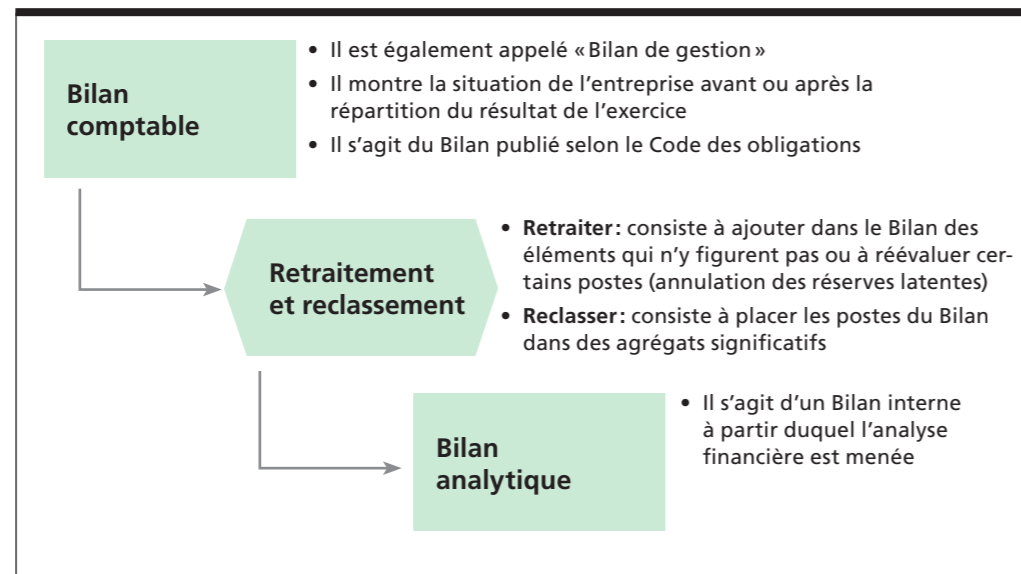 Bilan
comptable
• Il est également appelé «Bilan de gestion»
• Il montre la situation de l'entreprise avant ou après la
répartition du résultat de l'exercice
• Il s'agit du Bilan publié selon le Code des obligations
Retraitement
et reclassement
• Retraiter: consiste à ajouter dans le Bilan des
éléments qui n'y figurent pas ou à réévaluer cer-
tains postes (annulation des réserves latentes)
• Reclasser: consiste à placer les postes du Bilan
dans des agrégats significatifs
Bilan
analytique
• Il s'agit d'un Bilan interne
à partir duquel l'analyse
financière est menée